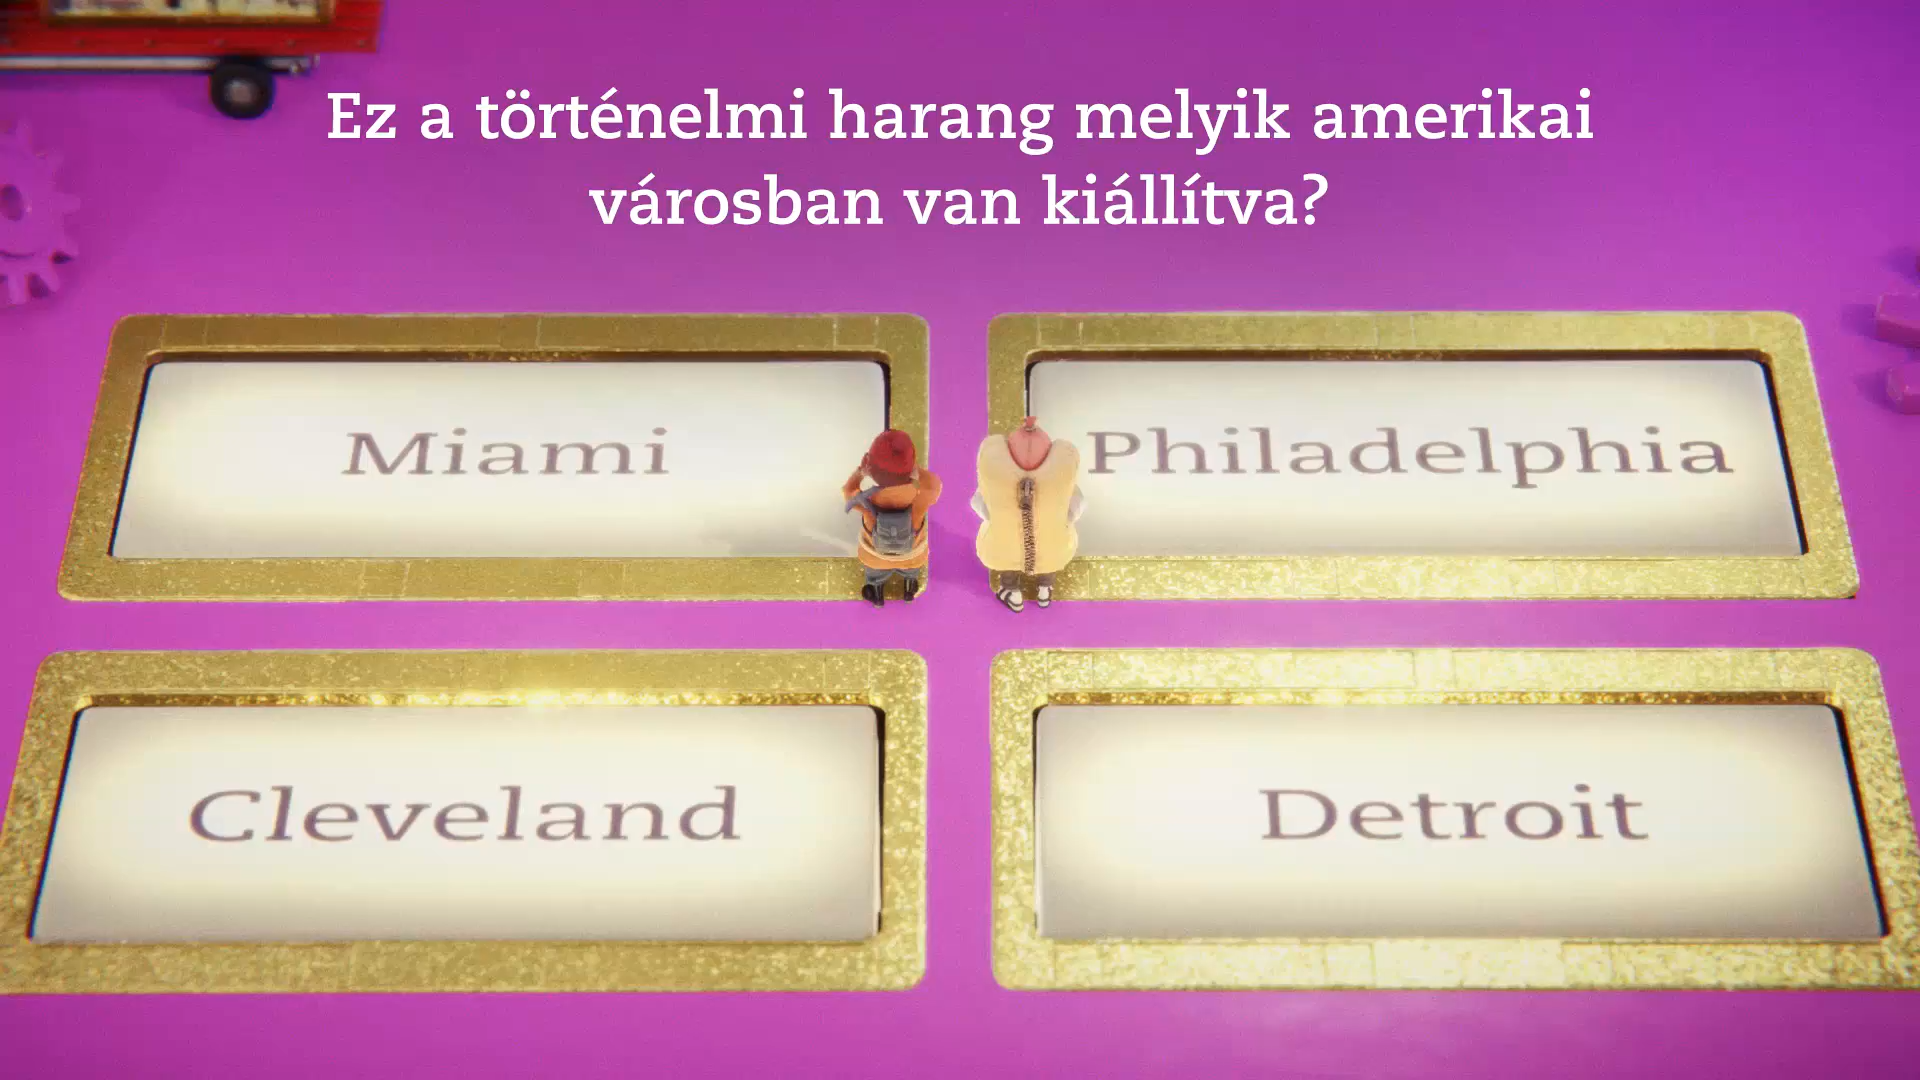 Ez a történelmi harang melyik amerikai
városban van kiállítva?
Miami
Philadelphia
Cleveland
Detroit